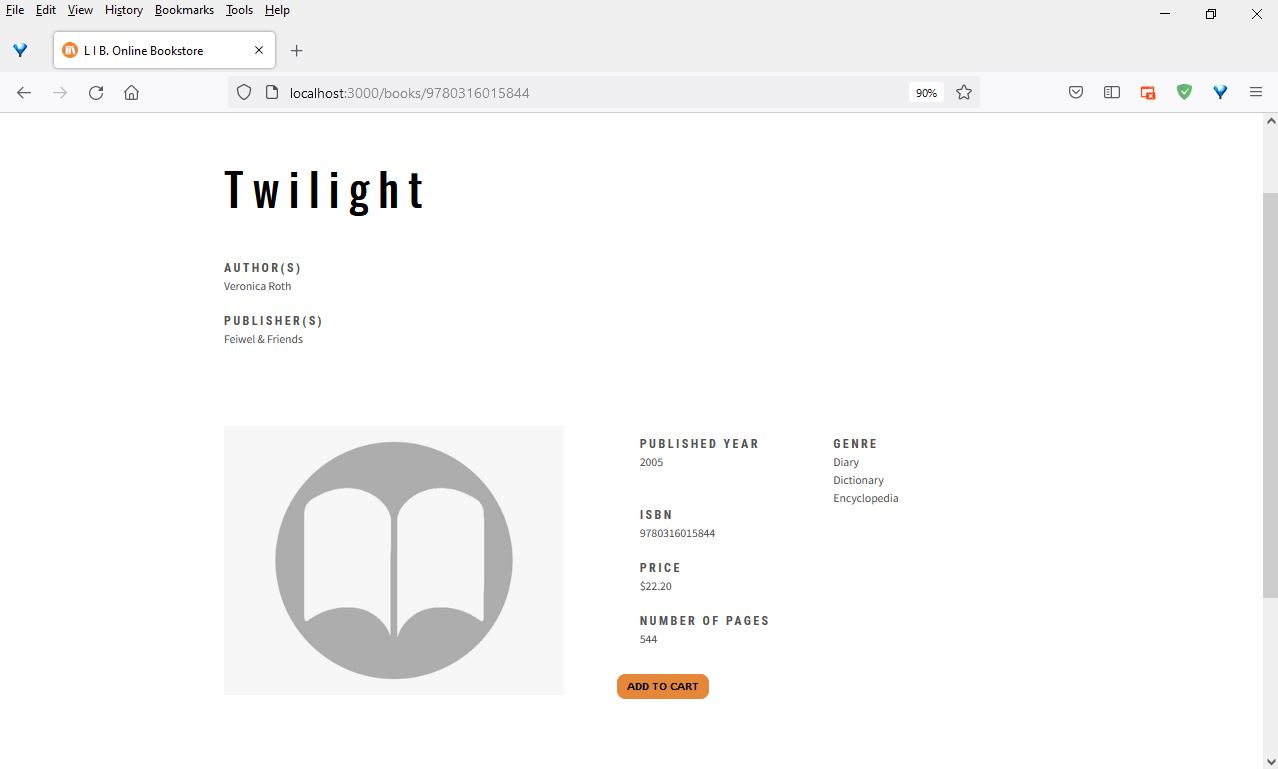 File Edit View History Bookmarks Tools Help
L I B. Online Bookstore
localhost:3000/books/9780316015844 90%
Twilight
AUTHOR(S)
Veronica Roth
PUBLISHER(S)
Feiwel & Friends
PUBLISHED YEAR
2005
GENRE
Diary
Dictionary
Encyclopedia
ISBN
9780316015844
PRICE
$22.20
NUMBER OF PAGES
544
ADD TO CART